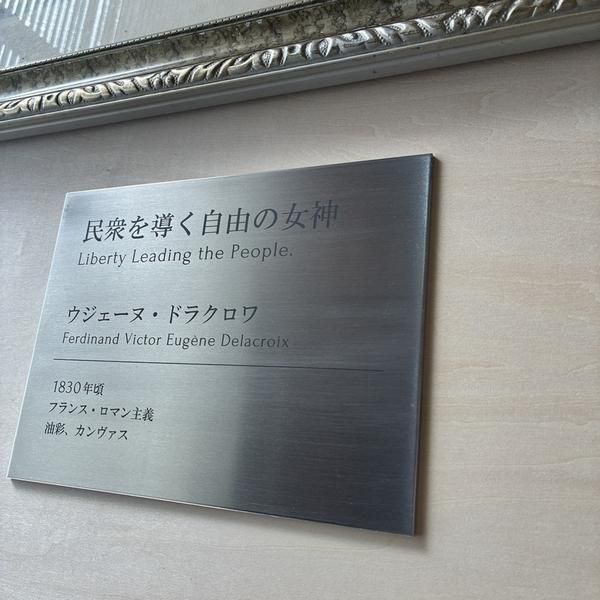 民衆を導く自由の女神
Liberty Leading the People.
ウジェーヌ・ドラクロワ
Ferdinand Victor Eugène Delacroix
1830年頃
フランス・ロマン主義
油彩、カンヴァス